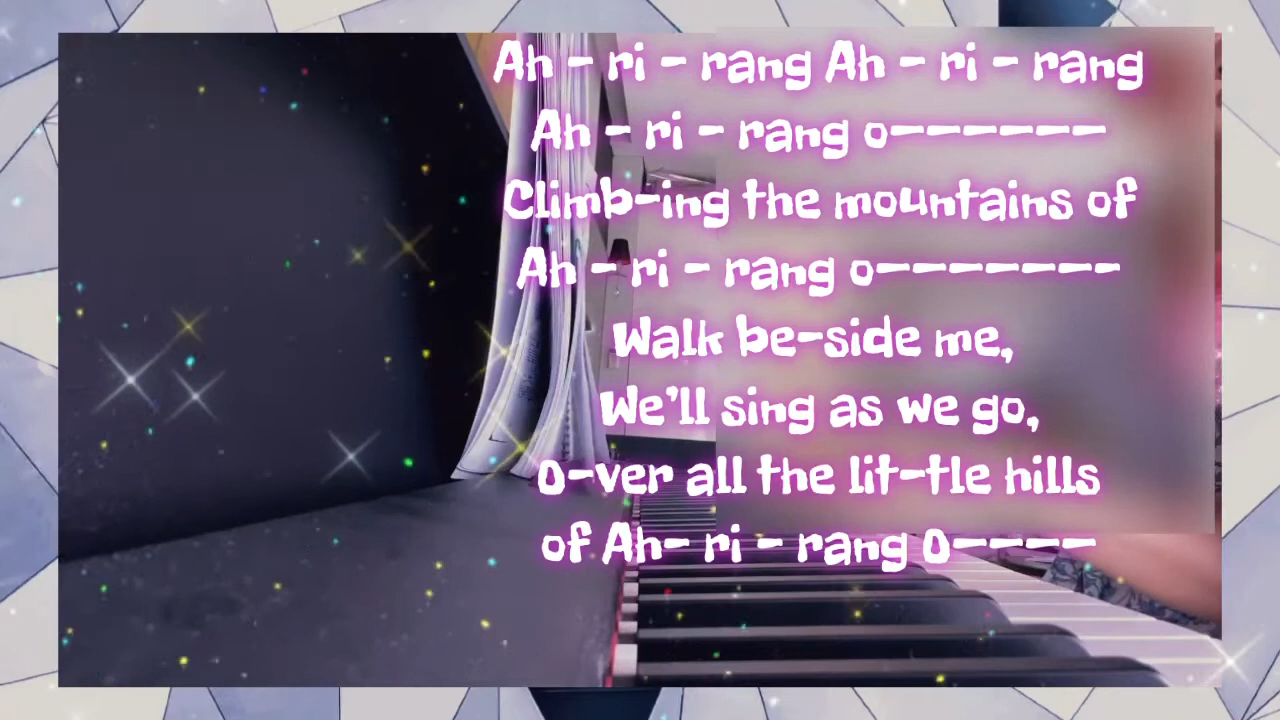 Ah - ri - rang Ah - ri - rang
Ah - ri - rang o------
Climb-ing the mountains of
Ah - ri - rang o-------
Walk be-side me,
We'll sing as we go,
O-ver all the lit-tle hills
of Ah- ri - rang O----